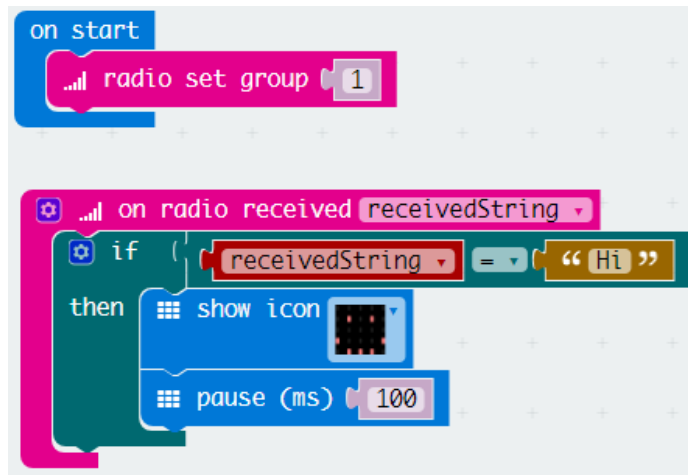 on start
radio set group 1
on radio received receivedString
if receivedString = “ Hi ”
then show icon
pause (ms) 100